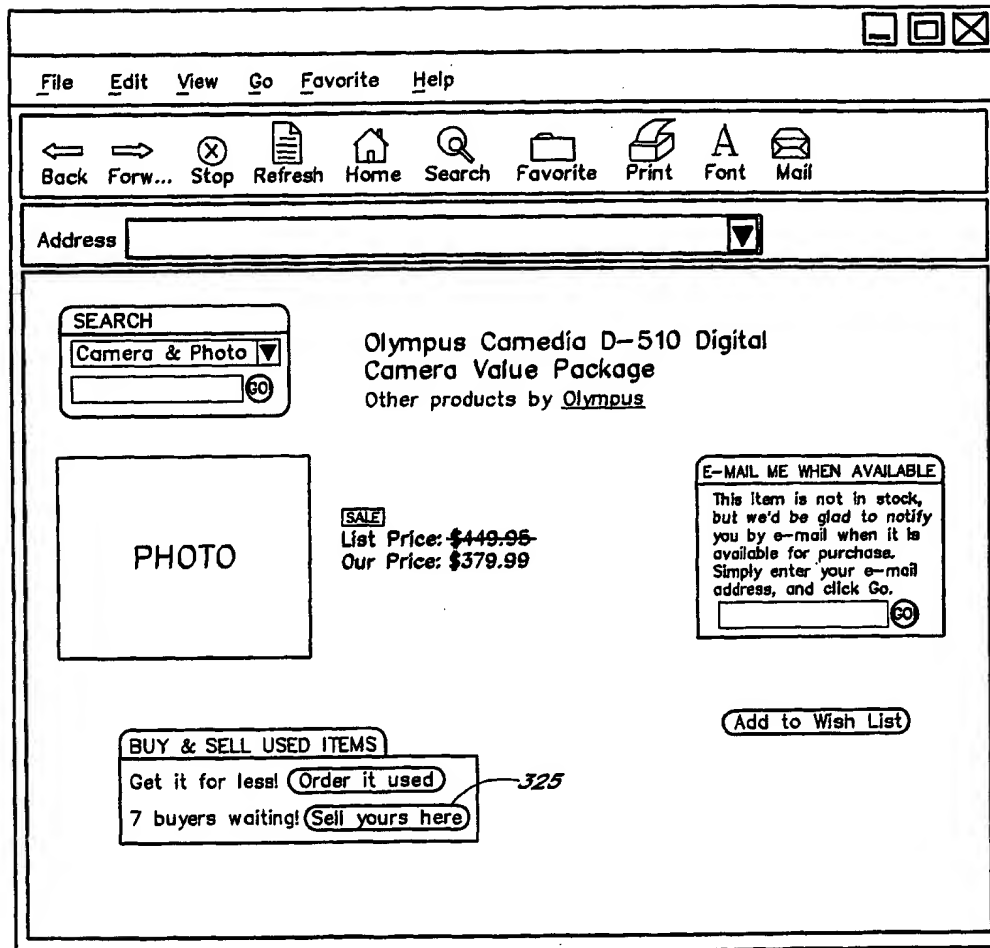 File Edit View Go Favorite Help
Back Forw... Stop Refresh Home Search Favorite Print Font Mail
Address
SEARCH
Camera & Photo
GO
Olympus Camedia D-510 Digital
Camera Value Package
Other products by Olympus
PHOTO
SALE
List Price: $449.95
Our Price: $379.99
E-MAIL ME WHEN AVAILABLE
This item is not in stock,
but we'd be glad to notify
you by e-mail when it is
available for purchase.
Simply enter your e-mail
address, and click Go.
GO
Add to Wish List
BUY & SELL USED ITEMS
Get it for less! Order it used
325
7 buyers waiting! Sell yours here